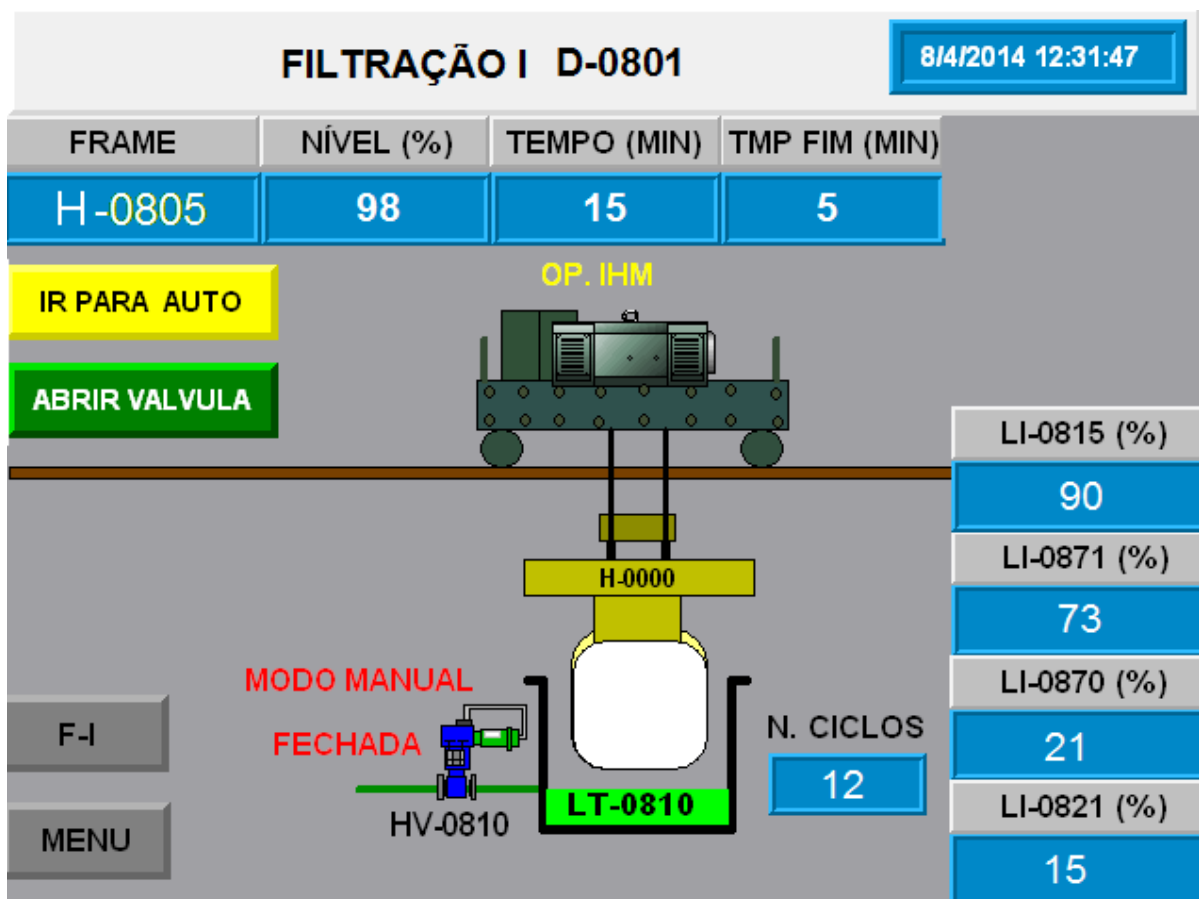 FILTRAÇÃO I D-0801
8/4/2014 12:31:47
FRAME NÍVEL (%) TEMPO (MIN) TMP FIM (MIN)
H-0805 98 15 5
IR PARA AUTO
OP. IHM
ABRIR VALVULA
LI-0815 (%)
90
LI-0871 (%)
73
LI-0870 (%)
21
LI-0821 (%)
15
H-0000
MODO MANUAL
FECHADA
HV-0810
LT-0810
N. CICLOS
12
F-I
MENU